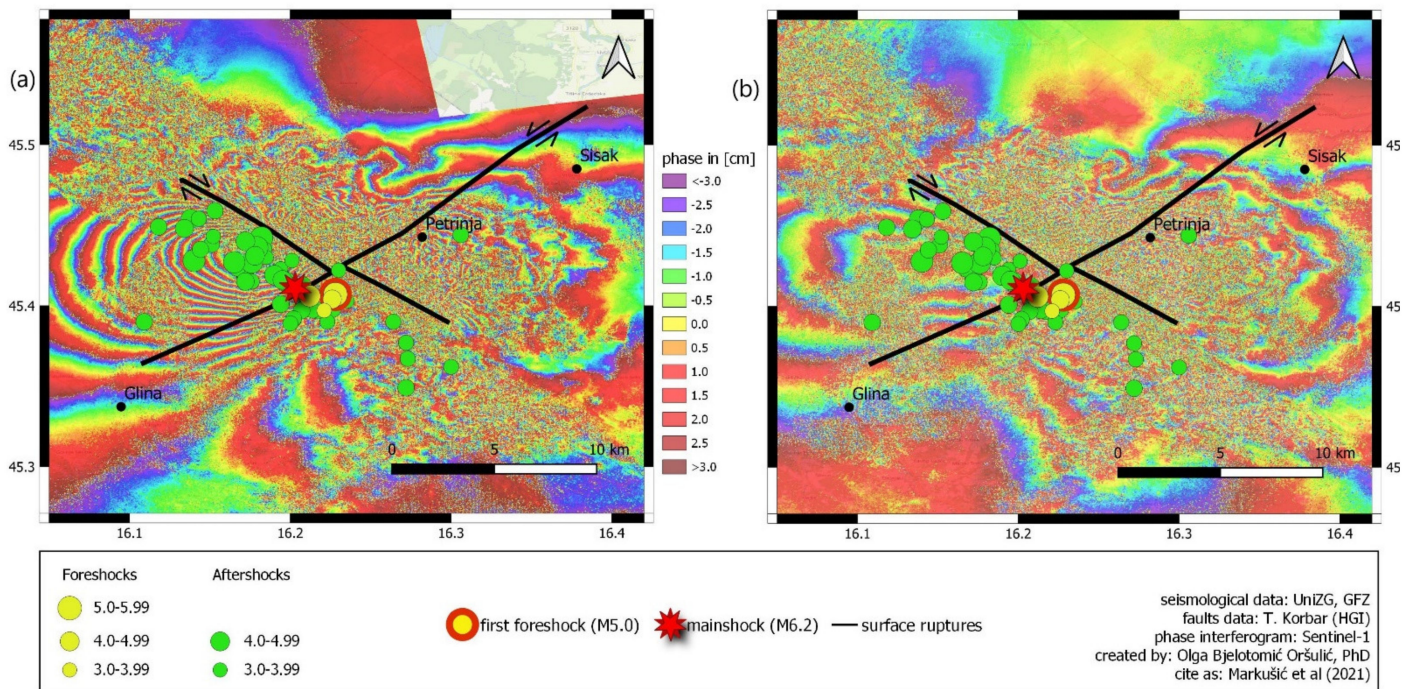 (a)
(b)
45.5
45.4
45.3
Sisak
Petrinja
Glina
0 5 10 km
16.1 16.2 16.3 16.4
phase in [cm]
<-3.0
-2.5
-2.0
-1.5
-1.0
-0.5
0.0
0.5
1.0
1.5
2.0
2.5
>3.0
Sisak
Petrinja
Glina
0 5 10 km
16.1 16.2 16.3 16.4
45
45
45
Foreshocks Aftershocks
5.0-5.99
4.0-4.99 4.0-4.99
3.0-3.99 3.0-3.99
first foreshock (M5.0) mainshock (M6.2) surface ruptures
seismological data: UniZG, GFZ
faults data: T. Korbar (HGI)
phase interferogram: Sentinel-1
created by: Olga Bjelotomić Oršulić, PhD
cite as: Markušić et al (2021)